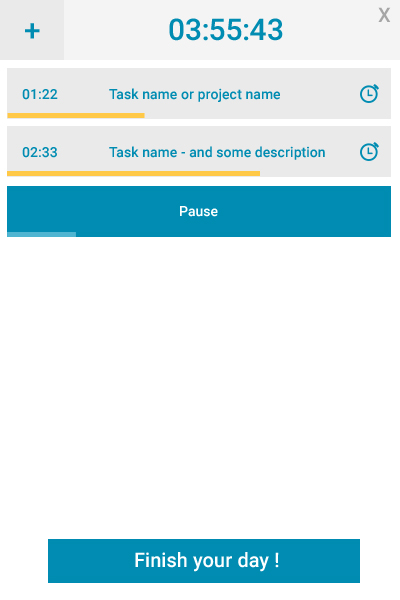 +
03:55:43
X
01:22 Task name or project name
02:33 Task name - and some description
Pause
Finish your day !